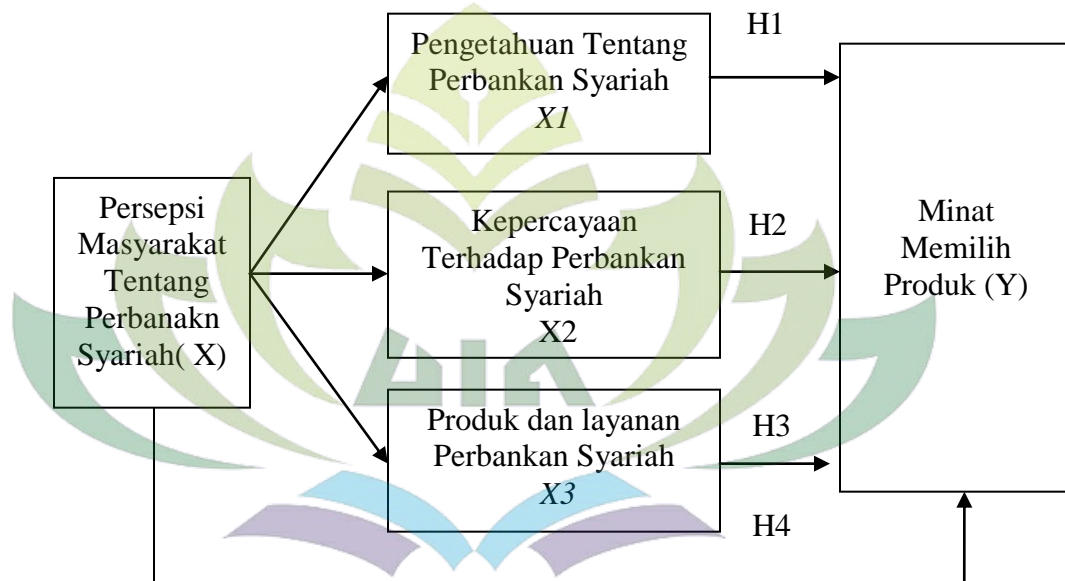 Persepsi
Masyarakat
Tentang
Perbanakn
Syariah( X)
Pengetahuan Tentang
Perbankan Syariah
X1
Kepercayaan
Terhadap Perbankan
Syariah
X2
Produk dan layanan
Perbankan Syariah
X3
H1
H2
H3
H4
Minat
Memilih
Produk (Y)